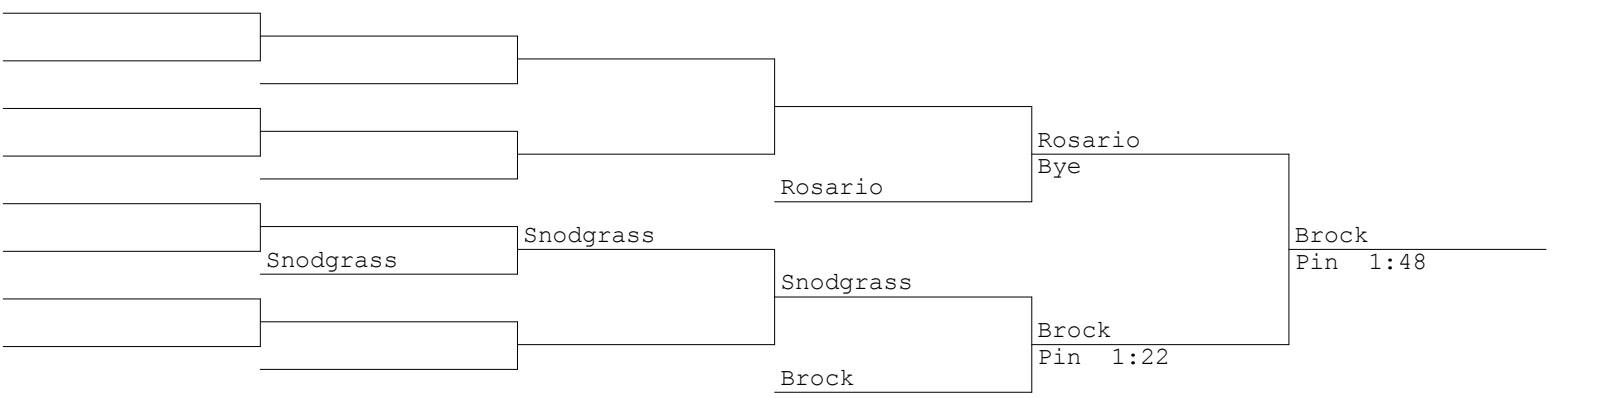 Rosario
Bye
Rosario
Snodgrass
Snodgrass
Brock
Pin 1:48
Snodgrass
Brock
Pin 1:22
Brock